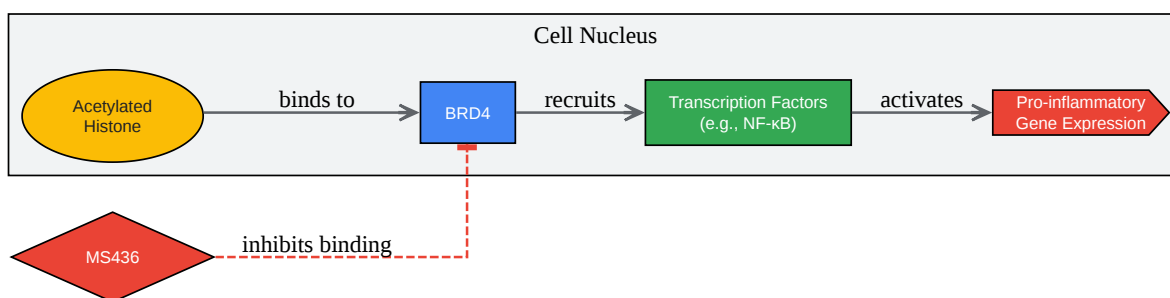 Cell Nucleus
Acetylated
Histone
binds to
BRD4
recruits
Transcription Factors
(e.g., NF-κB)
activates
Pro-inflammatory
Gene Expression
MS436
inhibits binding